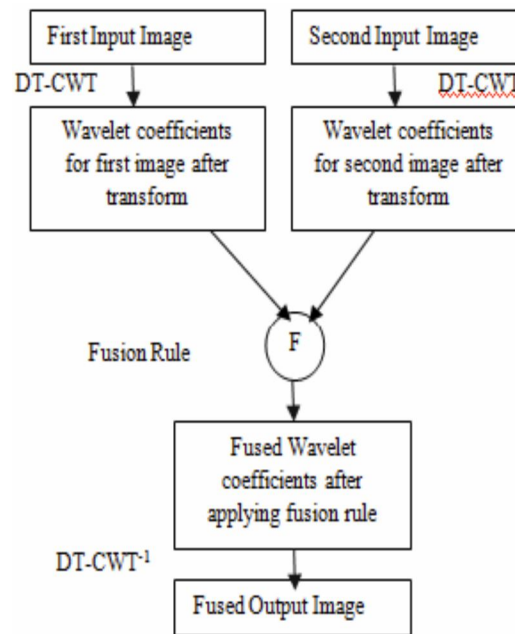 First Input Image
Second Input Image
DT-CWT
DT-CWT
Wavelet coefficients
for first image after
transform
Wavelet coefficients
for second image after
transform
F
Fusion Rule
Fused Wavelet
coefficients after
applying fusion rule
DT-CWT⁻¹
Fused Output Image